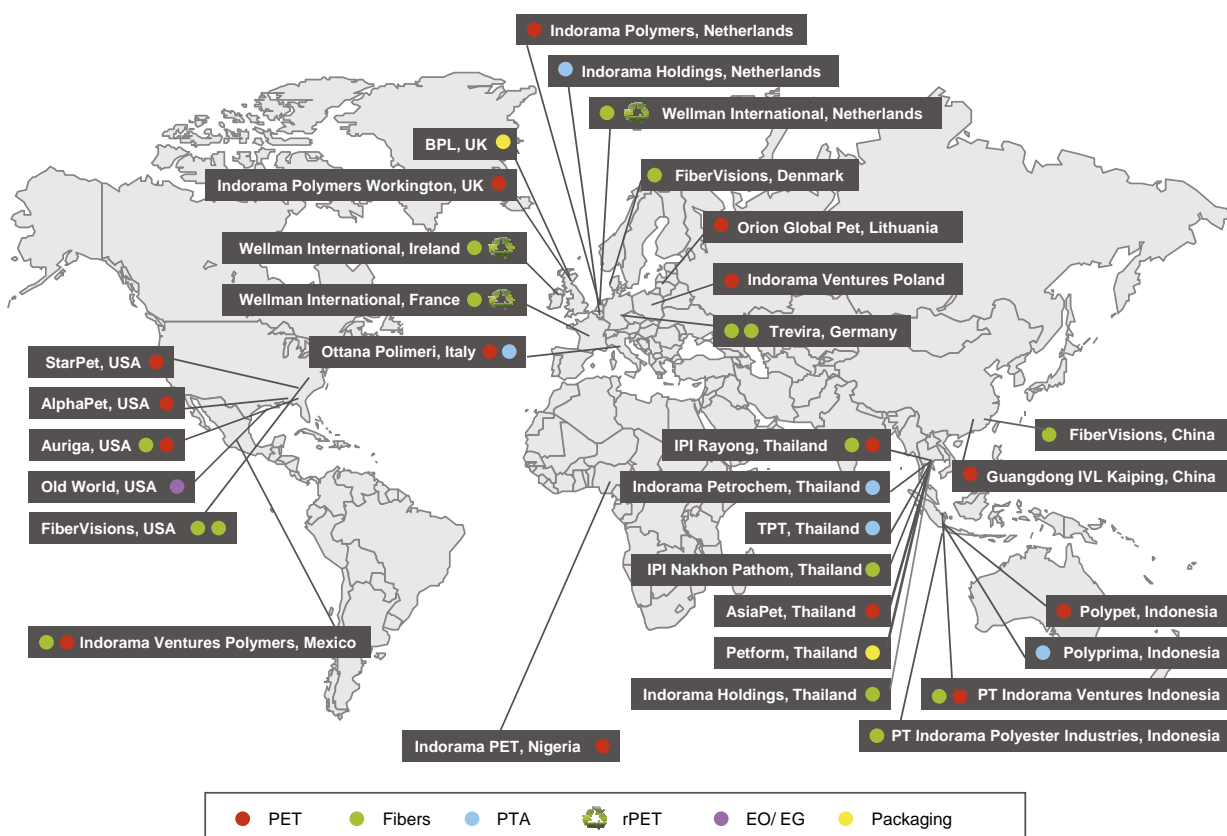 Indorama Polymers, Netherlands
Indorama Holdings, Netherlands
Wellman International, Netherlands
BPL, UK
Indorama Polymers Workington, UK
FiberVisions, Denmark
Orion Global Pet, Lithuania
Wellman International, Ireland
Indorama Ventures Poland
Wellman International, France
Trevira, Germany
Ottana Polimeri, Italy
StarPet, USA
AlphaPet, USA
Auriga, USA
Old World, USA
FiberVisions, USA
IPI Rayong, Thailand
FiberVisions, China
Guangdong IVL Kaiping, China
Indorama Petrochem, Thailand
TPT, Thailand
IPI Nakhon Pathom, Thailand
AsiaPet, Thailand
Polypet, Indonesia
Petform, Thailand
Polyprima, Indonesia
Indorama Ventures Polymers, Mexico
Indorama Holdings, Thailand
PT Indorama Ventures Indonesia
PT Indorama Polyester Industries, Indonesia
Indorama PET, Nigeria
PET Fibers PTA rPET EO/ EG Packaging